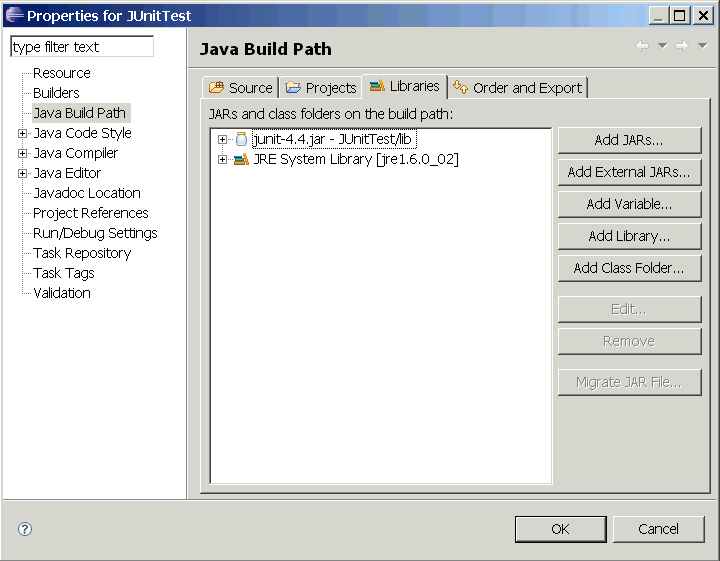 Properties for JUnitTest
type filter text
Resource
Builders
Java Build Path
Java Code Style
Java Compiler
Java Editor
Javadoc Location
Project References
Run/Debug Settings
Task Repository
Task Tags
Validation
Java Build Path
Source Projects Libraries Order and Export
JARs and class folders on the build path:
junit-4.4.jar - JUnitTest/lib
JRE System Library [jre1.6.0_02]
Add JARs...
Add External JARs...
Add Variable...
Add Library...
Add Class Folder...
Edit...
Remove
Migrate JAR File...
?
OK Cancel